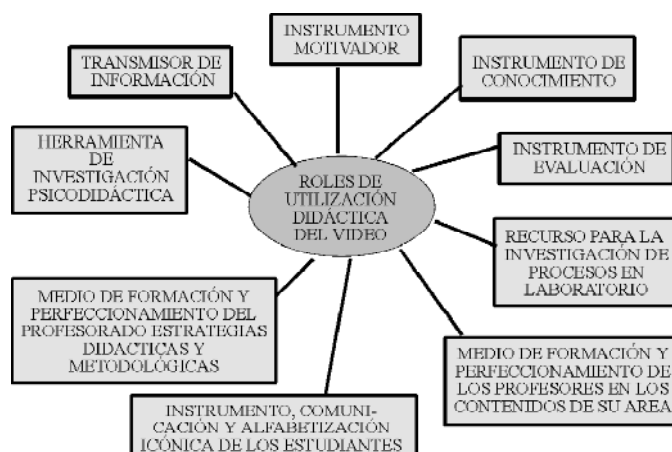 INSTRUMENTO
MOTIVADOR
TRANSMISOR DE
INFORMACIÓN
INSTRUMENTO DE
CONOCIMIENTO
HERRAMIENTA
DE
INVESTIGACIÓN
PSICODIDÁCTICA
INSTRUMENTO DE
EVALUACIÓN
ROLES DE
UTILIZACIÓN
DIDÁCTICA
DEL VIDEO
RECURSO PARA LA
INVESTIGACIÓN DE
PROCESOS EN
LABORATORIO
MEDIO DE FORMACIÓN Y
PERFECCIONAMIENTO DEL
PROFESORADO ESTRATEGIAS
DIDACTICAS Y
METODOLÓGICAS
MEDIO DE FORMACIÓN Y
PERFECCIONAMIENTO DE
LOS PROFESORES EN LOS
CONTENIDOS DE SU AREA
INSTRUMENTO, COMUNI-
CACIÓN Y ALFABETIZACIÓN
ICÓNICA DE LOS ESTUDIANTES